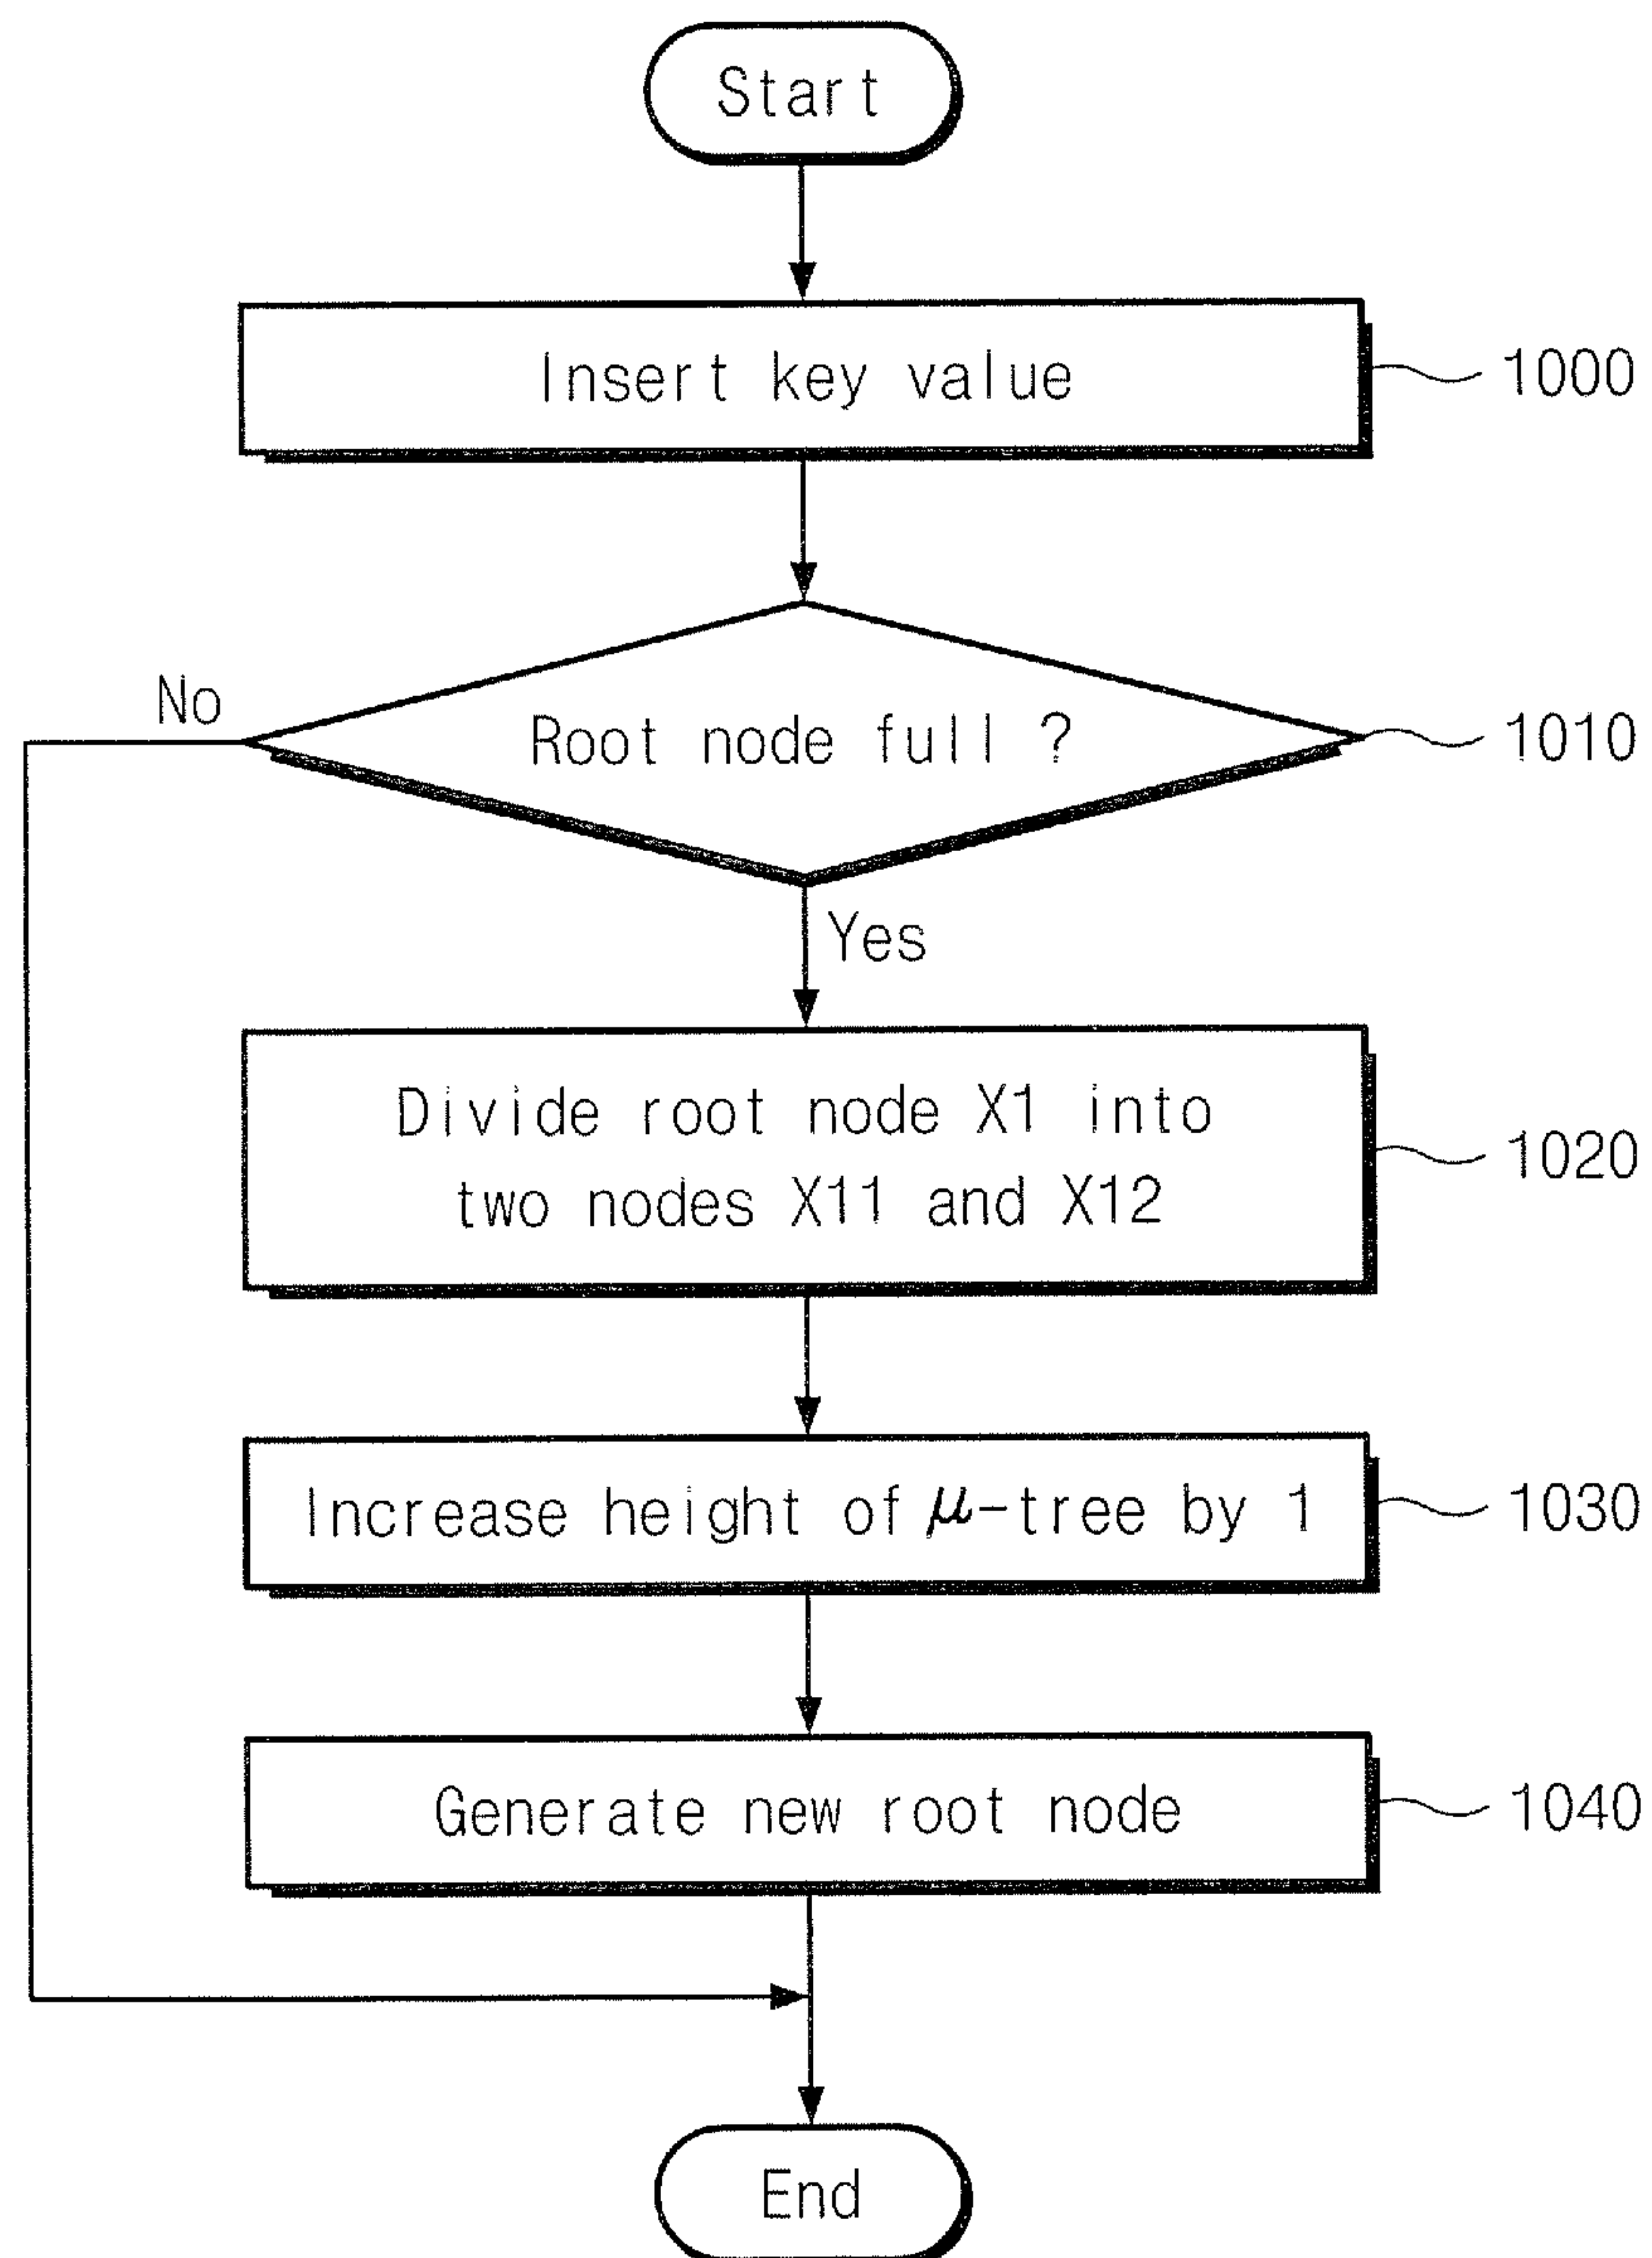 Start
Insert key value
1000
No
Root node full ?
1010
Yes
Divide root node X1 into
two nodes X11 and X12
1020
Increase height of μ-tree by 1
1030
Generate new root node
1040
End